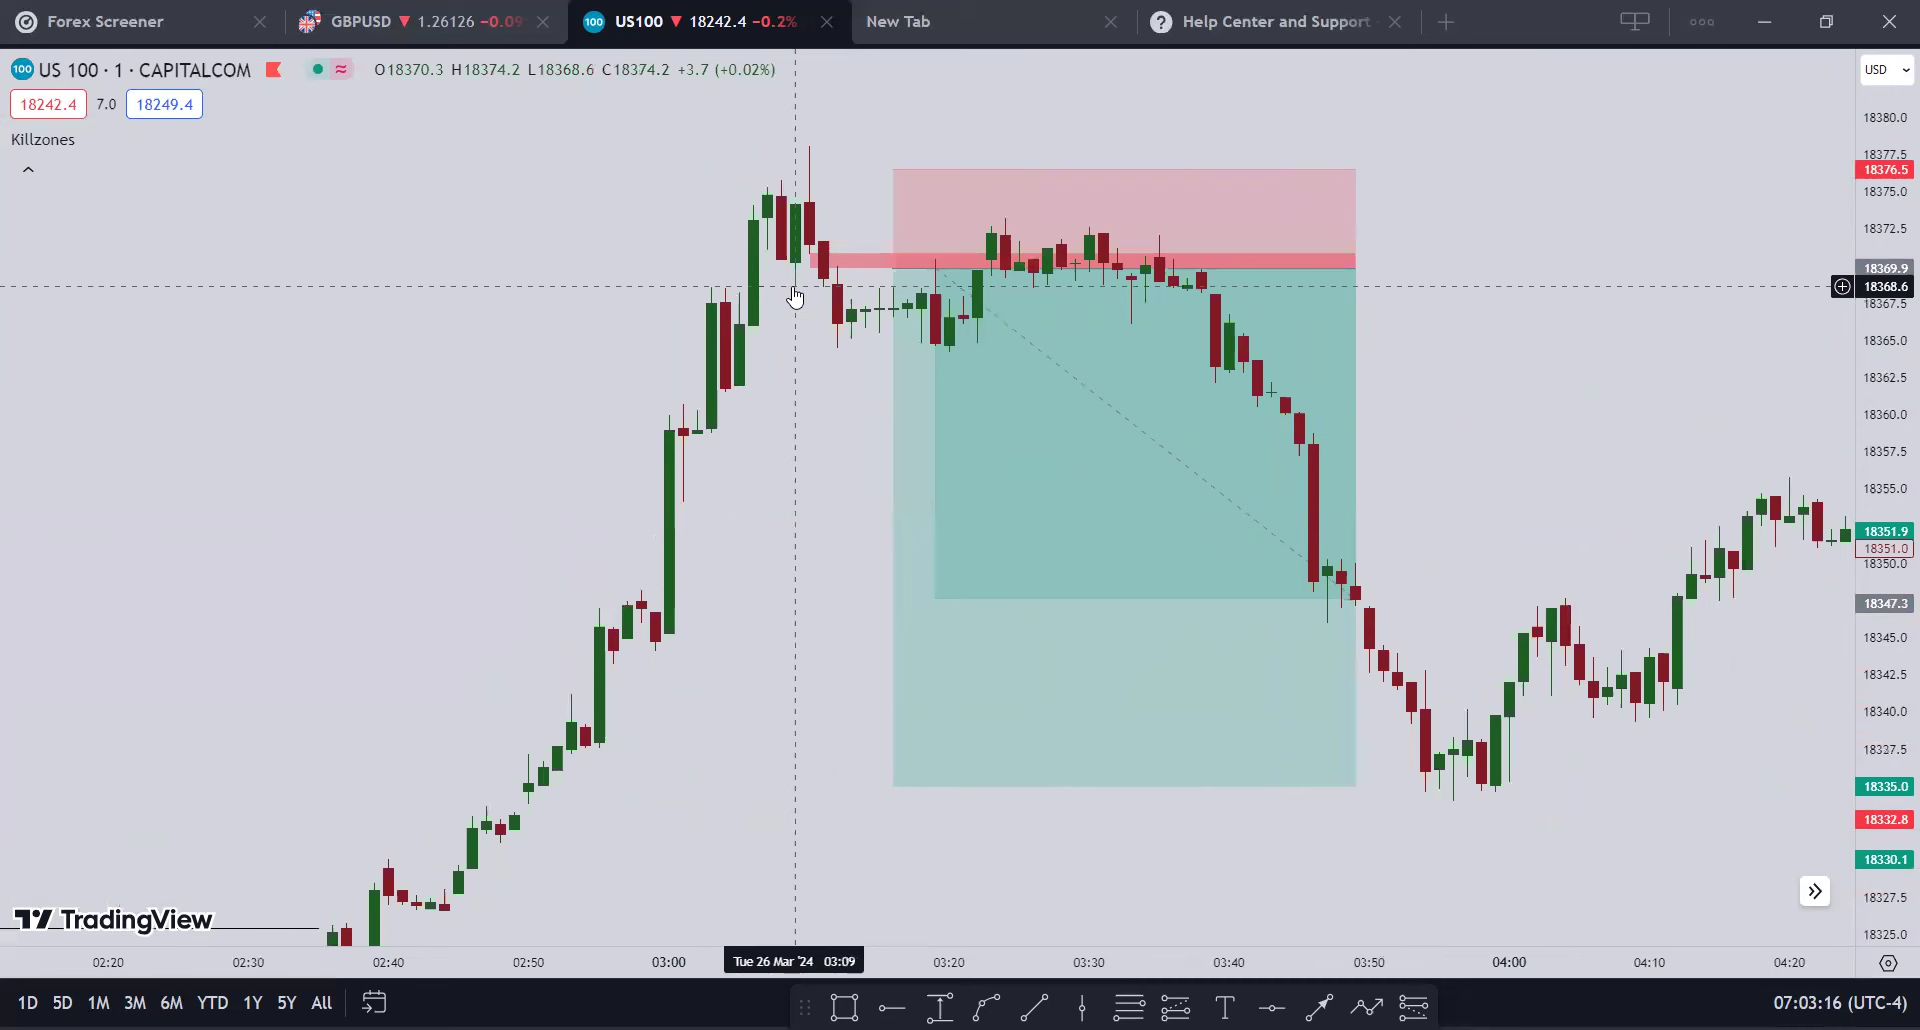 Forex Screener
GBPUSD ▼ 1.26126 −0.09
100 US100 ▼ 18242.4 −0.2%
New Tab
? Help Center and Support
100 US 100 · 1 · CAPITALCOM
O18370.3 H18374.2 L18368.6 C18374.2 +3.7 (+0.02%)
USD
18242.4 7.0 18249.4
Killzones
18380.0
18377.5
18376.5
18375.0
18372.5
18369.9
18368.6
18367.5
18365.0
18362.5
18360.0
18357.5
18355.0
18351.9
18351.0
18350.0
18347.3
18345.0
18342.5
18340.0
18337.5
18335.0
18332.8
18330.1
18327.5
18325.0
TradingView
02:20 02:30 02:40 02:50 03:00 Tue 26 Mar '24 03:09 03:20 03:30 03:40 03:50 04:00 04:10 04:20
1D 5D 1M 3M 6M YTD 1Y 5Y All
T
07:03:16 (UTC-4)